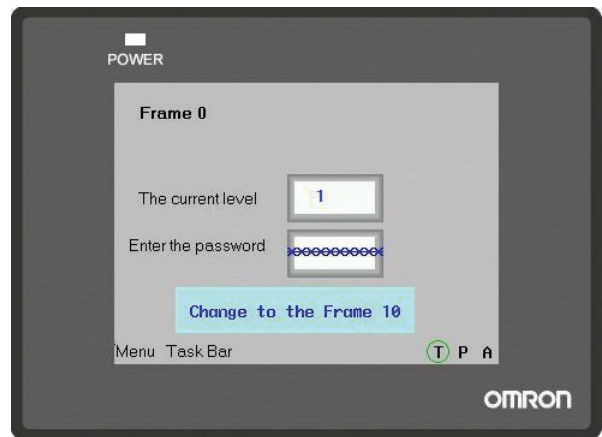 POWER
Frame 0
The current level 1
Enter the password
Change to the Frame 10
Menu Task Bar T P A
OMRON